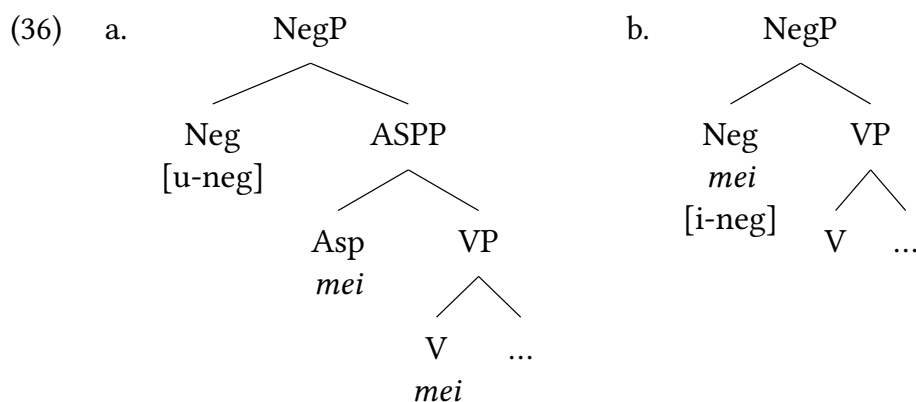 (36) a. NegP b. NegP
Neg ASPP Neg VP
[u-neg] mei
[i-neg]
Asp VP V ...
mei
V ...
mei